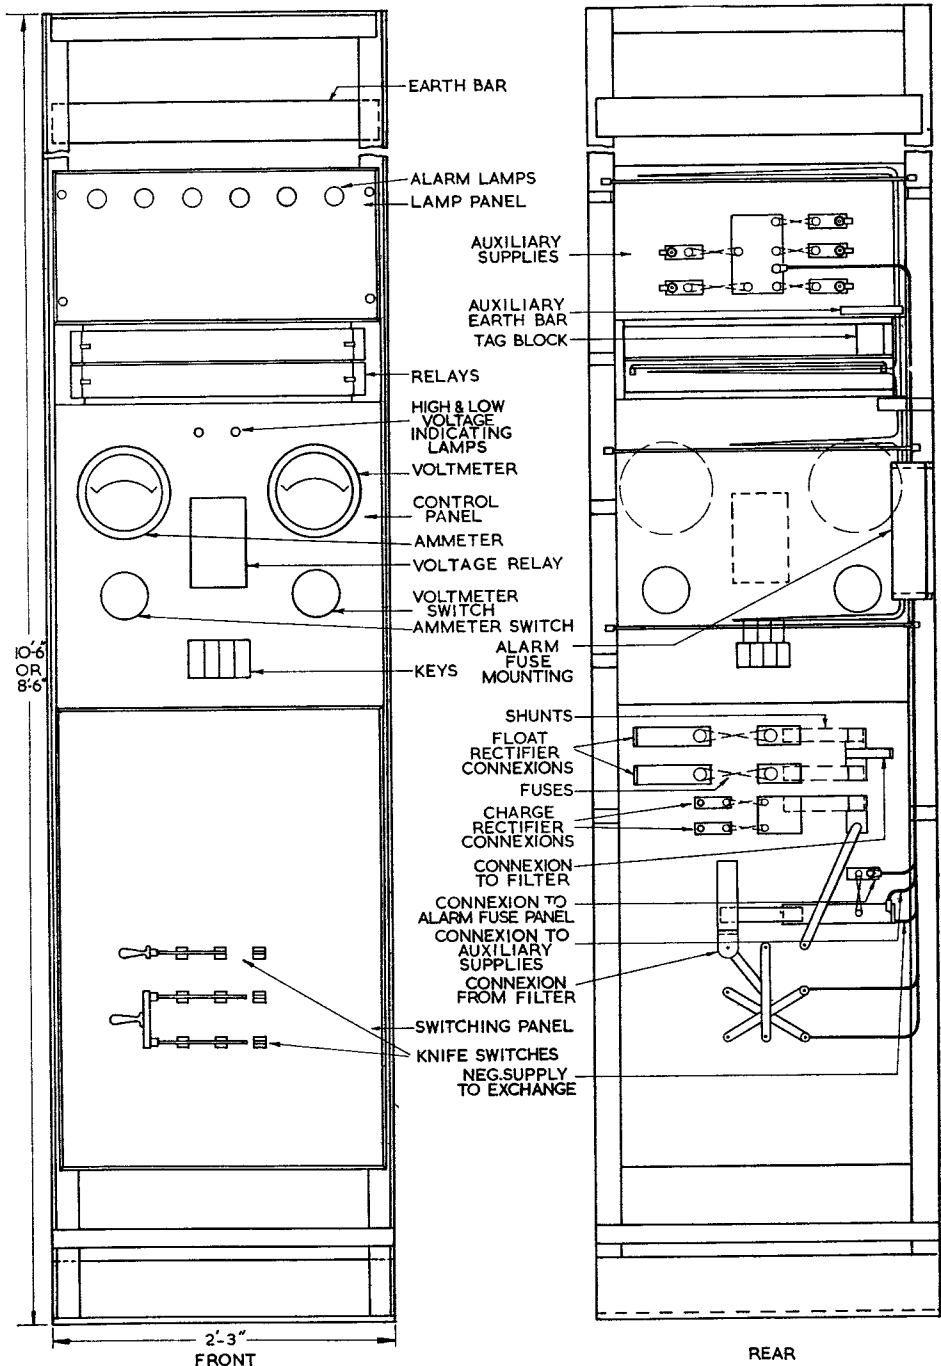 EARTH BAR
ALARM LAMPS
LAMP PANEL
AUXILIARY
SUPPLIES
AUXILIARY
EARTH BAR
TAG BLOCK
RELAYS
HIGH & LOW
VOLTAGE
INDICATING
LAMPS
VOLTMETER
CONTROL
PANEL
AMMETER
VOLTAGE RELAY
VOLTMETER
SWITCH
AMMETER SWITCH
ALARM
FUSE
MOUNTING
KEYS
10'-6"
OR
8'-6"
SHUNTS
FLOAT
RECTIFIER
CONNEXIONS
FUSES
CHARGE
RECTIFIER
CONNEXIONS
CONNEXION
TO FILTER
CONNEXION TO
ALARM FUSE PANEL
CONNEXION TO
AUXILIARY
SUPPLIES
CONNEXION
FROM FILTER
SWITCHING PANEL
KNIFE SWITCHES
NEG. SUPPLY
TO EXCHANGE
2'-3"
FRONT
REAR